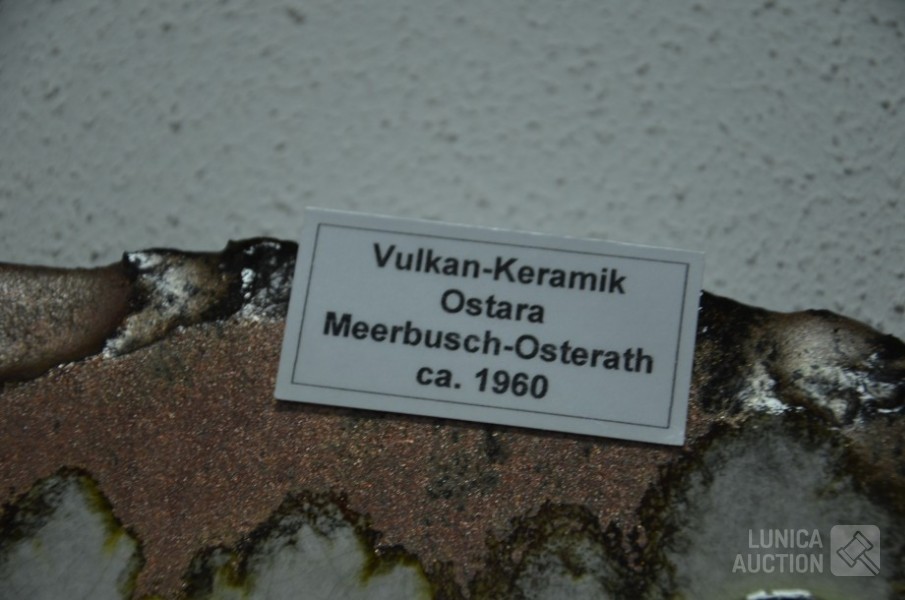 Vulkan-Keramik
Ostara
Meerbusch-Osterath
ca. 1960
LUNICA
AUCTION